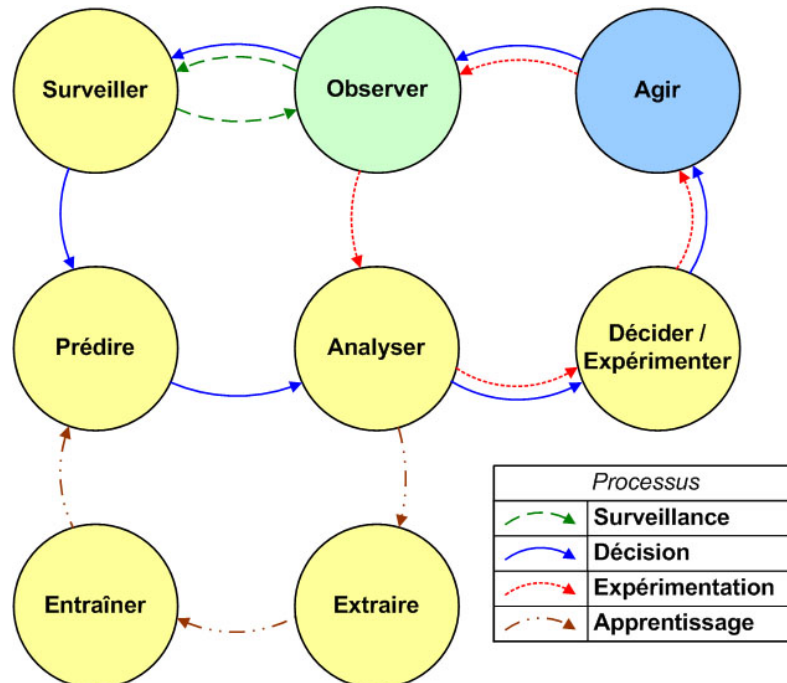 Surveiller
Observer
Agir
Prédire
Analyser
Décider /
Expérimenter
Entraîner
Extraire
Processus
Surveillance
Décision
Expérimentation
Apprentissage